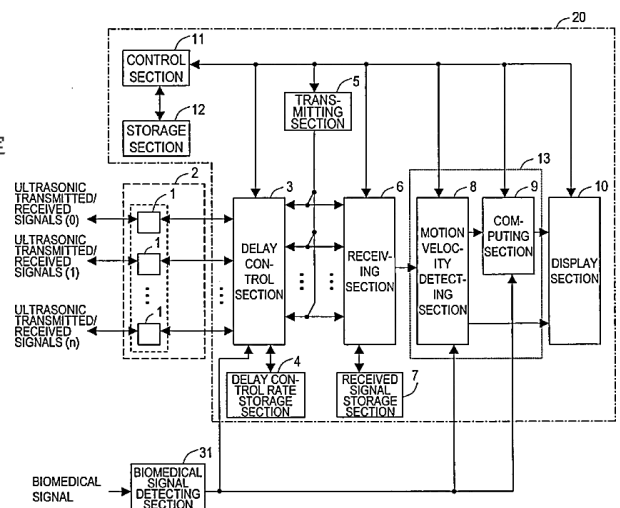 20
11
CONTROL
SECTION
5
TRANS-
MITTING
SECTION
12
STORAGE
SECTION
13
2
1
3
6
8
9
10
ULTRASONIC
TRANSMITTED/
RECEIVED
SIGNALS (0)
ULTRASONIC
TRANSMITTED/
RECEIVED
SIGNALS (1)
1
ULTRASONIC
TRANSMITTED/
RECEIVED
SIGNALS (n)
1
DELAY
CON-
TROL
SECTION
RECEIV-
ING
SECTION
MOTION
VELOCITY
DETECT-
ING
SECTION
COM-
PUTING
SECTION
DISPLAY
SECTION
4
DELAY CON-
TROL RATE
STORAGE
SECTION
7
RECEIVED
SIGNAL
STORAGE
SECTION
31
BIOMEDICAL
SIGNAL
BIOMEDICAL
SIGNAL
DETECTING
SECTION